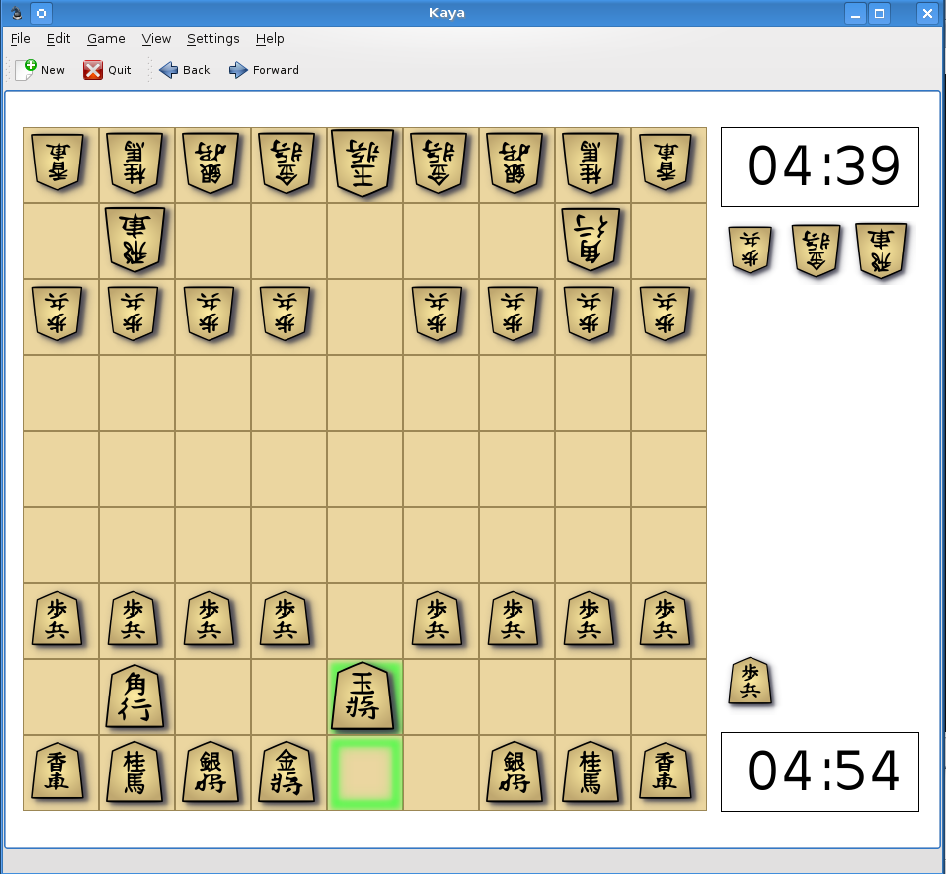 Kaya
File Edit Game View Settings Help
New Quit Back Forward
香車 桂馬 銀将 金将 玉将 金将 銀将 桂馬 香車
04:39
飛車 角行
歩兵 金将 飛車
歩兵 歩兵 歩兵 歩兵 歩兵 歩兵 歩兵 歩兵
歩兵 歩兵 歩兵 歩兵 歩兵 歩兵 歩兵 歩兵
角行 玉将
歩兵
香車 桂馬 銀将 金将 銀将 桂馬 香車
04:54